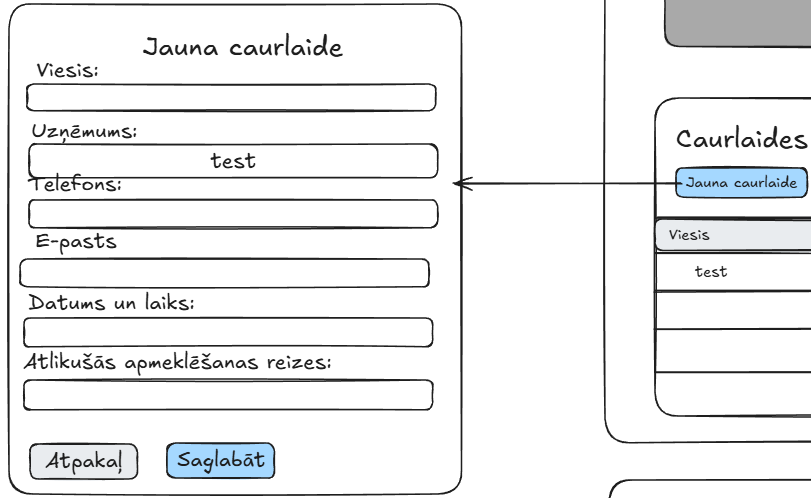 Jauna caurlaide
Viesis:
Uzņēmums:
test
Telefons:
E-pasts
Datums un laiks:
Atlikušās apmeklēšanas reizes:
Atpakaļ
Saglabāt
Caurlaides
Jauna caurlaide
Viesis
test